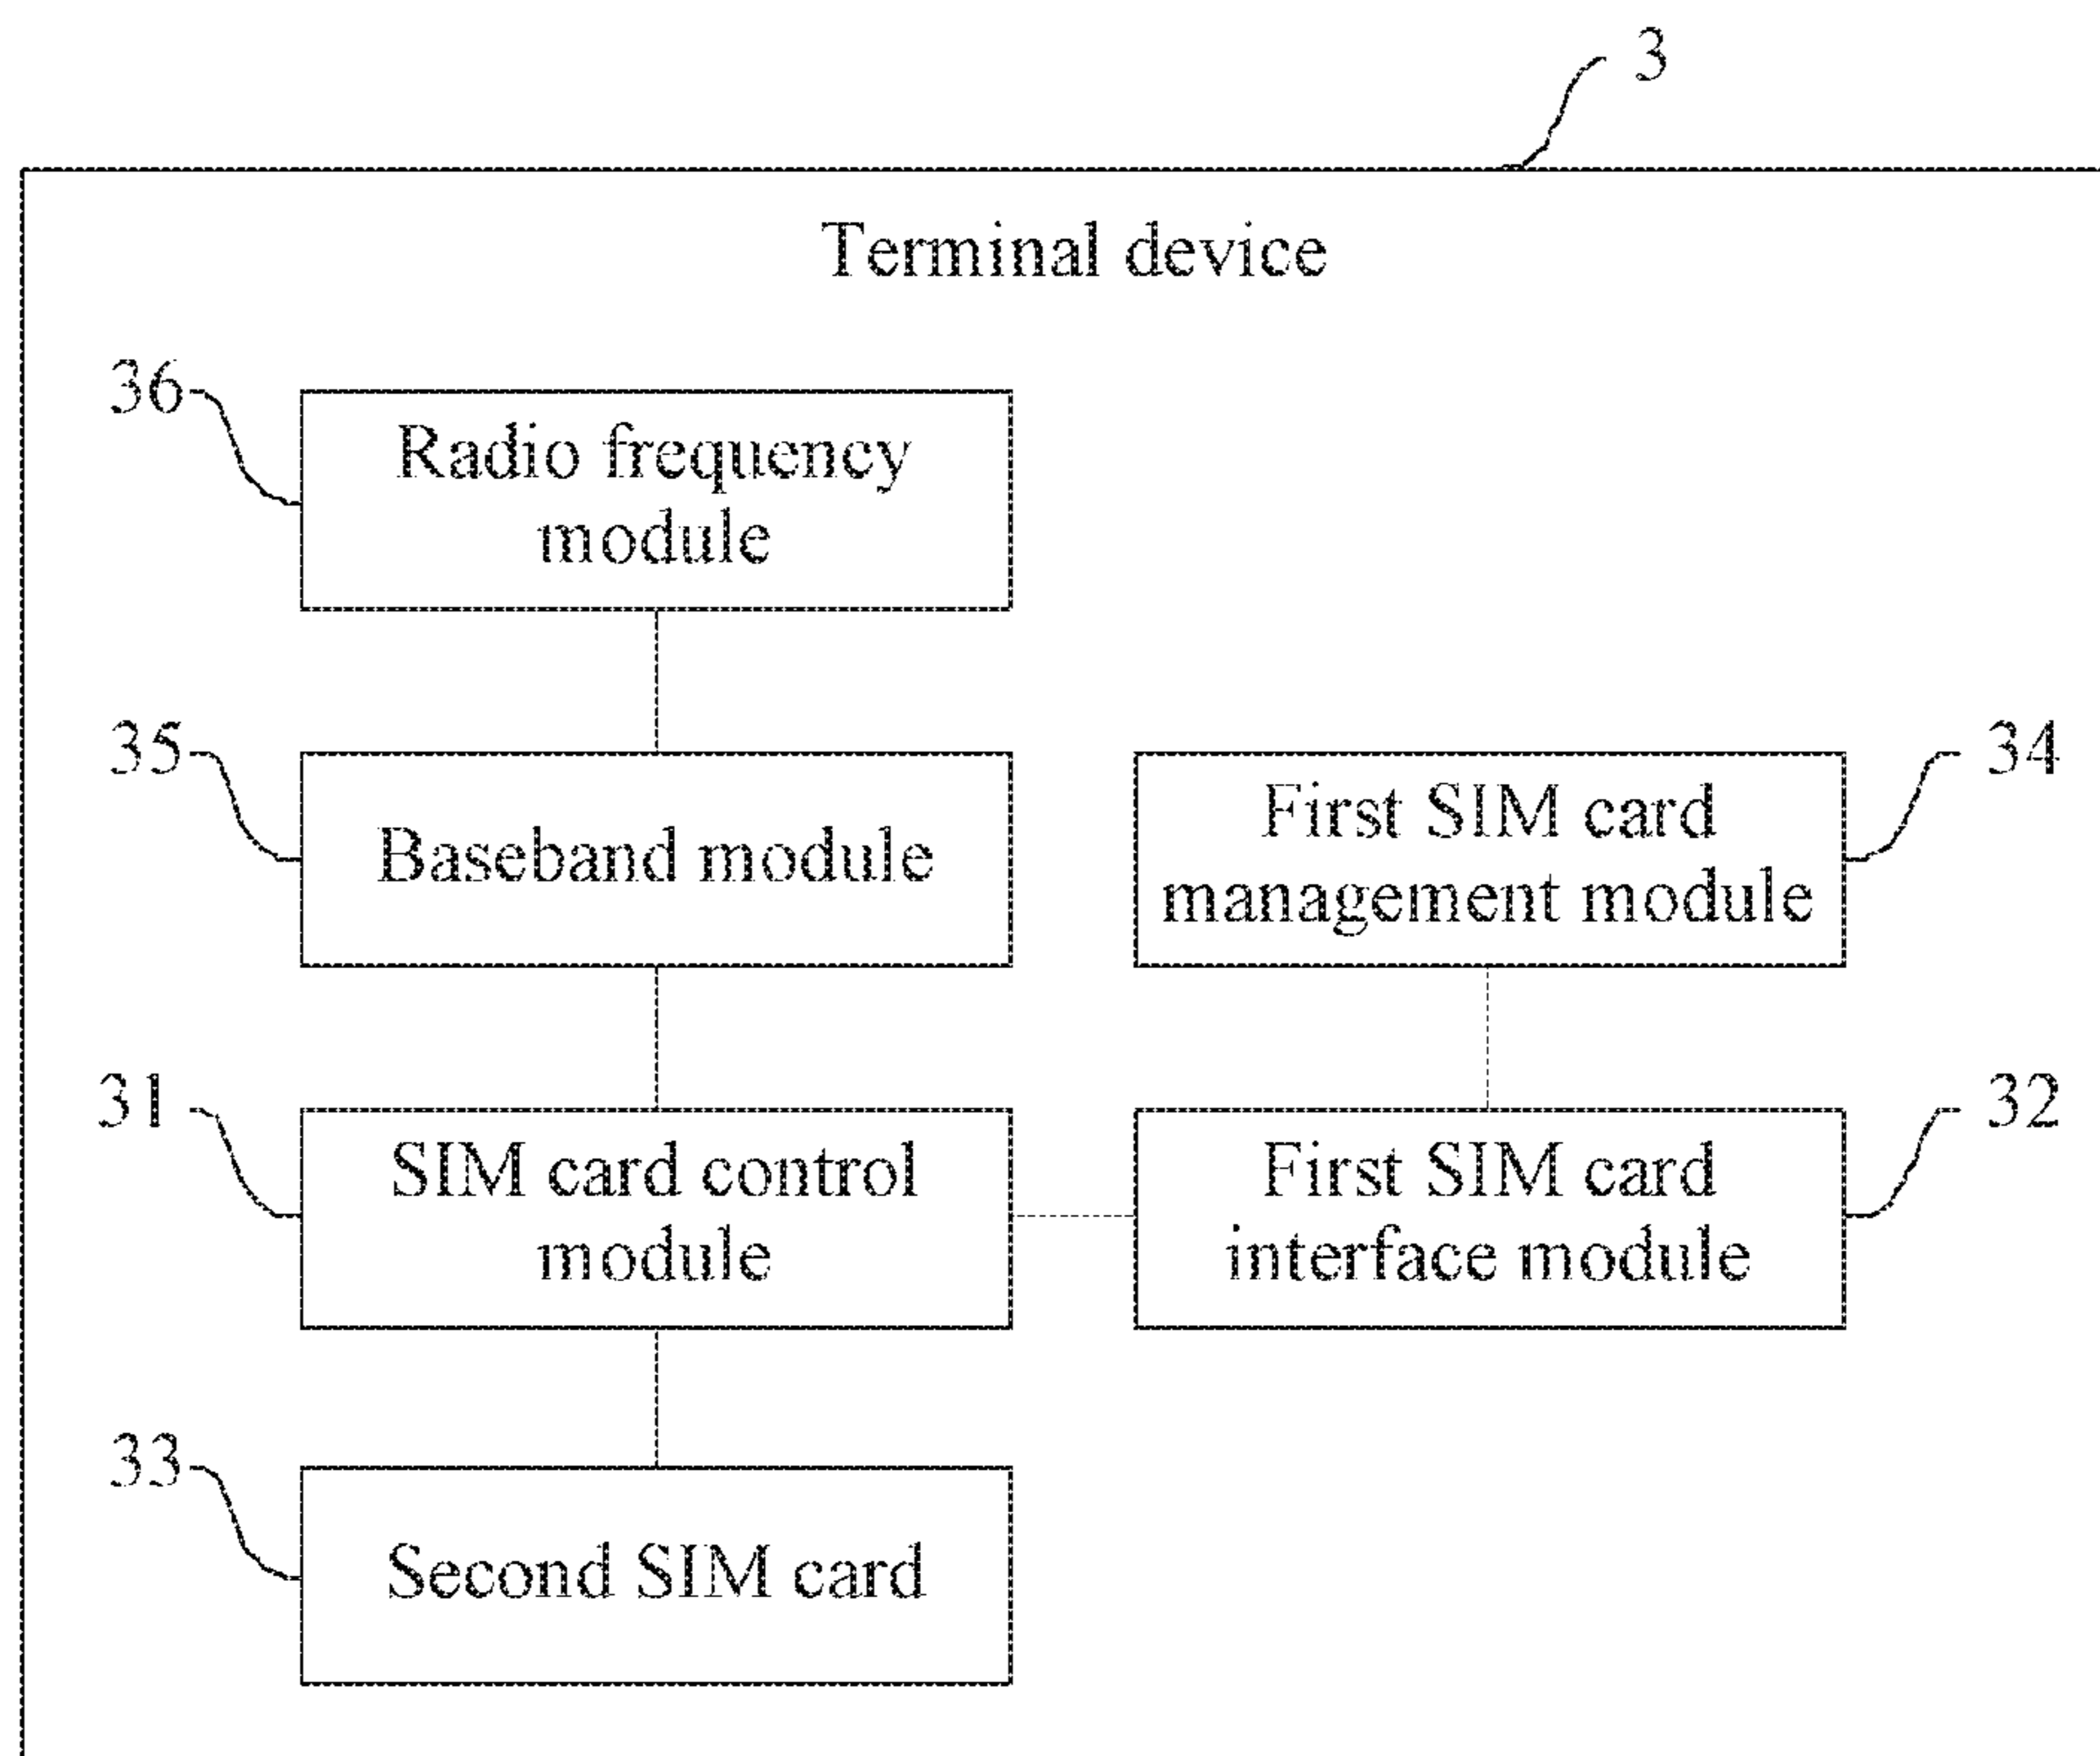 3
Terminal device
36
Radio frequency
module
35
Baseband module
34
First SIM card
management module
31
SIM card control
module
32
First SIM card
interface module
33
Second SIM card